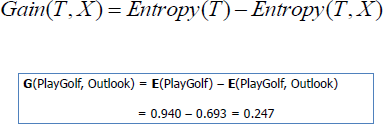 Gain(T, X) = Entropy(T) − Entropy(T, X)
G(PlayGolf, Outlook) = E(PlayGolf) – E(PlayGolf, Outlook)
= 0.940 – 0.693 = 0.247